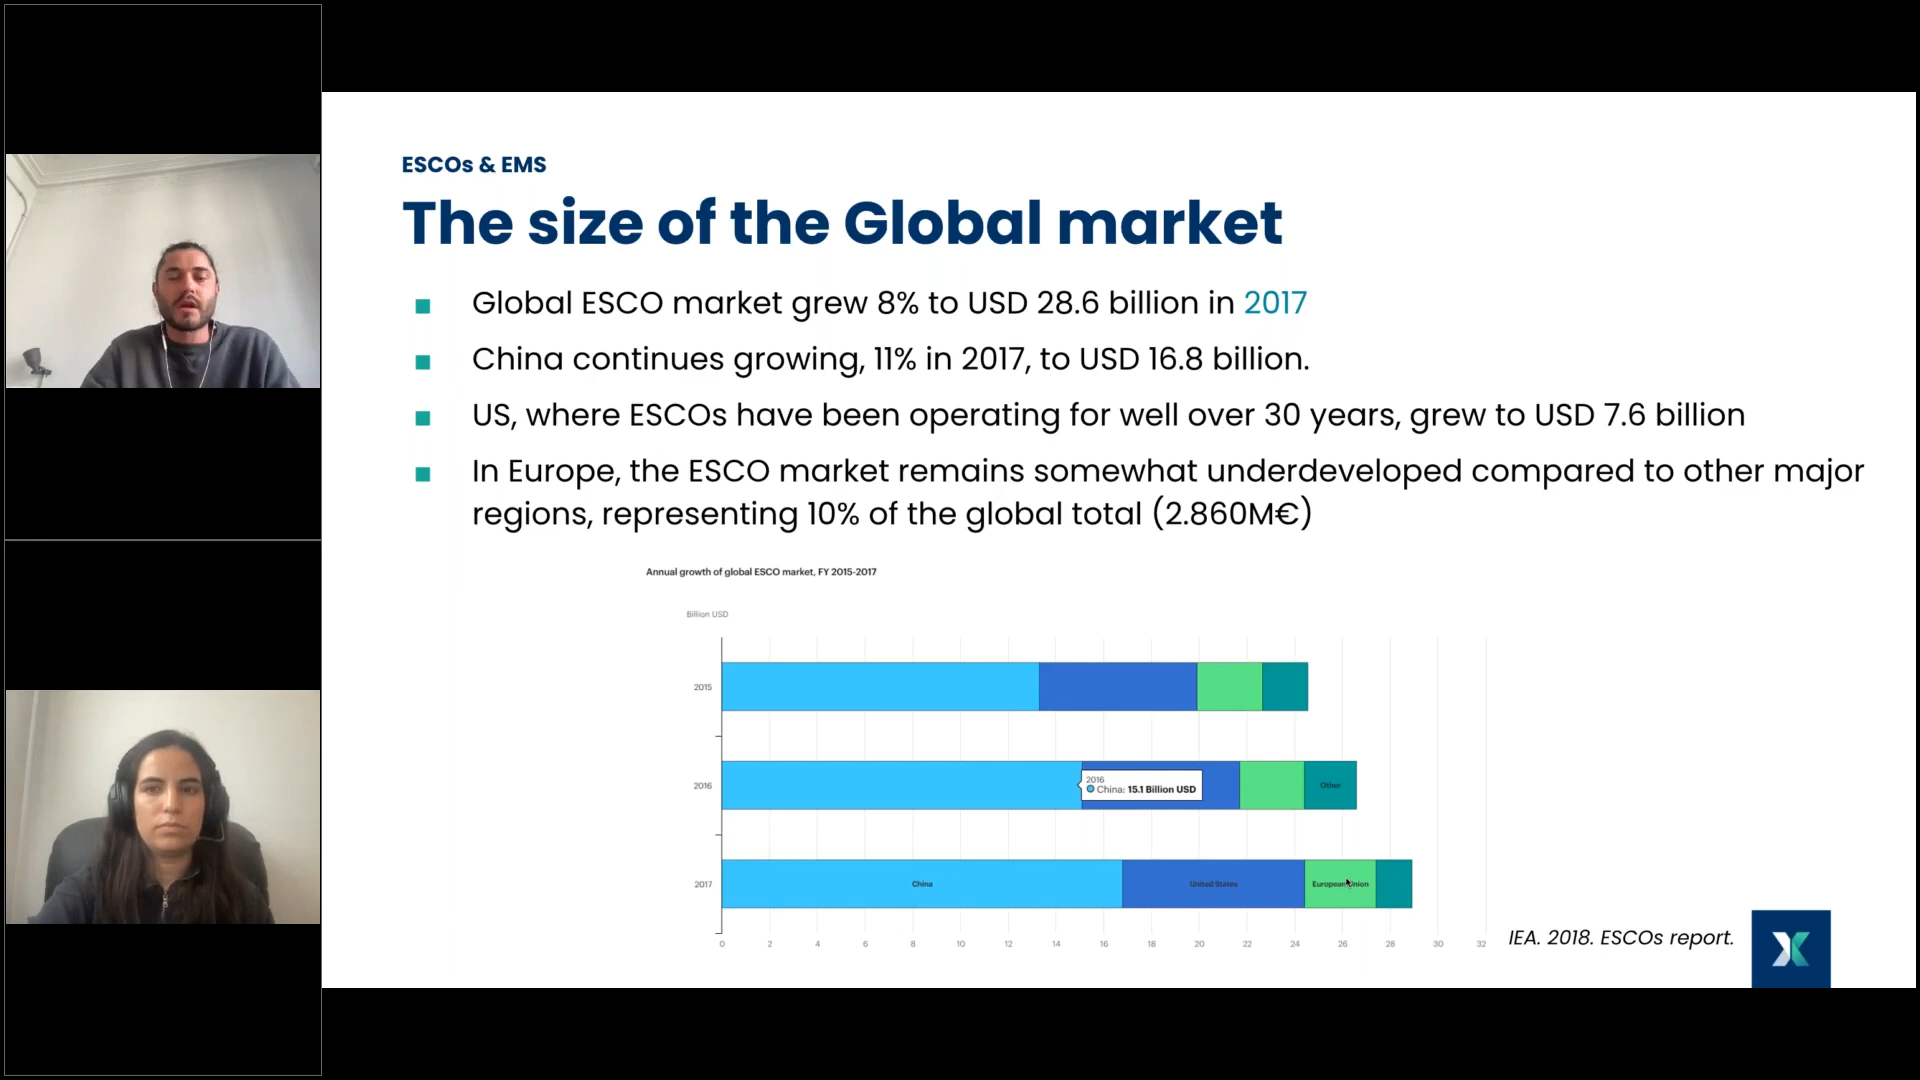 ESCOs & EMS
The size of the Global market
Global ESCO market grew 8% to USD 28.6 billion in 2017
China continues growing, 11% in 2017, to USD 16.8 billion.
US, where ESCOs have been operating for well over 30 years, grew to USD 7.6 billion
In Europe, the ESCO market remains somewhat underdeveloped compared to other major
regions, representing 10% of the global total (2.860M€)
Annual growth of global ESCO market, FY 2015-2017
Billion USD
2015
2016
2016
China: 15.1 Billion USD
Other
2017
China
United States
European Union
0 2 4 6 8 10 12 14 16 18 20 22 24 26 28 30 32
IEA. 2018. ESCOs report.